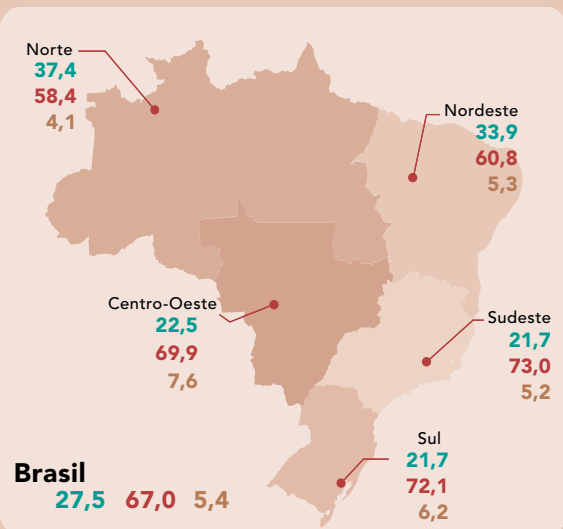 Norte
37,4
58,4
4,1
Nordeste
33,9
60,8
5,3
Centro-Oeste
22,5
69,9
7,6
Sudeste
21,7
73,0
5,2
Sul
21,7
72,1
6,2
Brasil
27,5 67,0 5,4